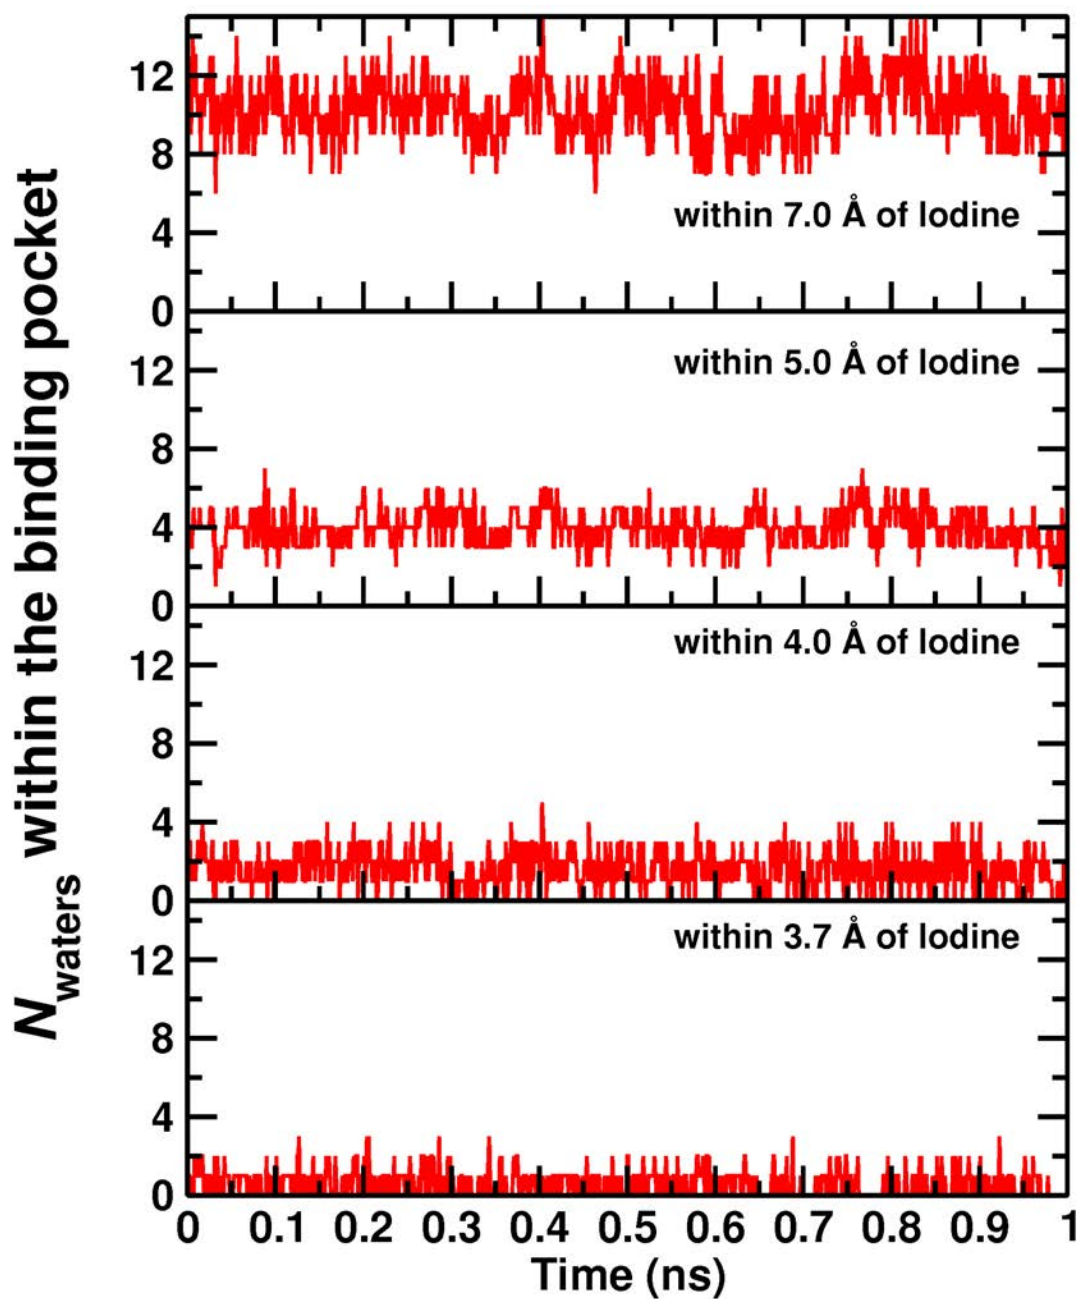 N_waters within the binding pocket
12
8
4
0
within 7.0 Å of Iodine
12
8
4
0
within 5.0 Å of Iodine
12
8
4
0
within 4.0 Å of Iodine
12
8
4
0
within 3.7 Å of Iodine
0 0.1 0.2 0.3 0.4 0.5 0.6 0.7 0.8 0.9 1
Time (ns)